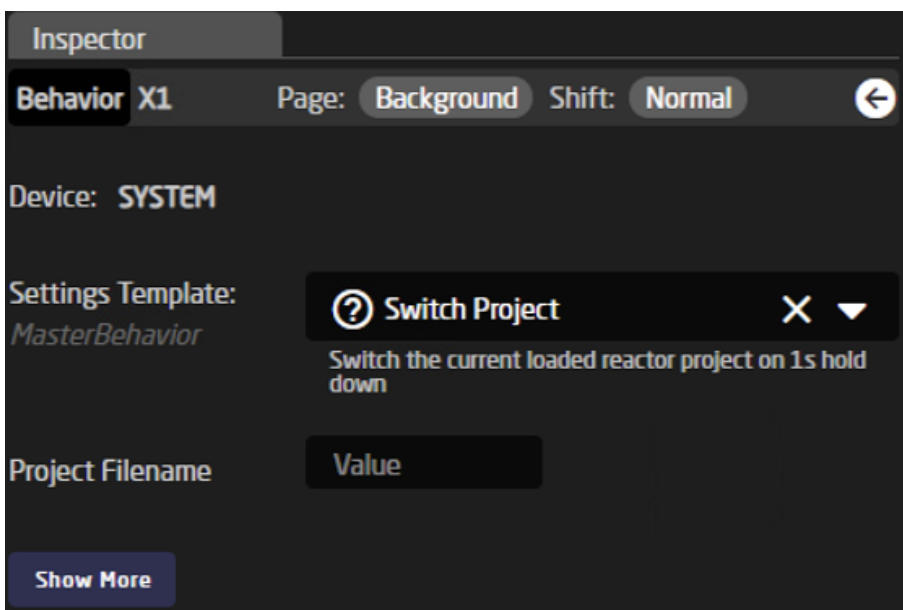 Inspector
Behavior X1 Page: Background Shift: Normal
Device: SYSTEM
Settings Template:
MasterBehavior
Switch Project
Switch the current loaded reactor project on 1s hold
down
Project Filename Value
Show More